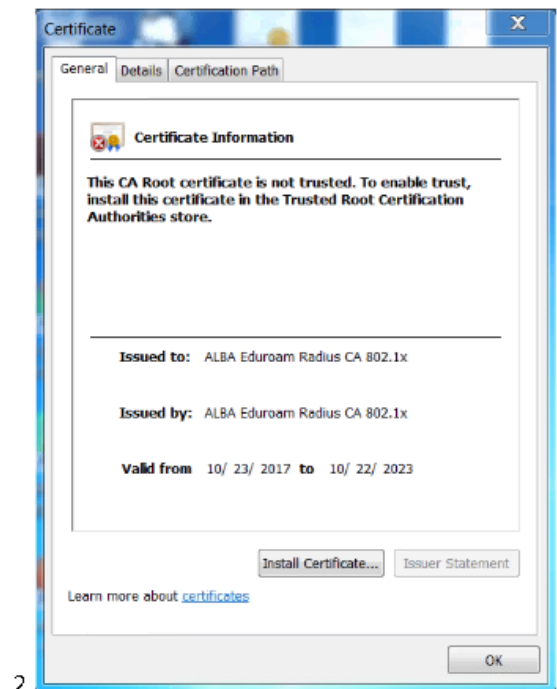 Certificate
X
General Details Certification Path
Certificate Information
This CA Root certificate is not trusted. To enable trust,
install this certificate in the Trusted Root Certification
Authorities store.
Issued to: ALBA Eduroam Radius CA 802.1x
Issued by: ALBA Eduroam Radius CA 802.1x
Valid from 10/ 23/ 2017 to 10/ 22/ 2023
Install Certificate... Issuer Statement
Learn more about certificates
OK
2